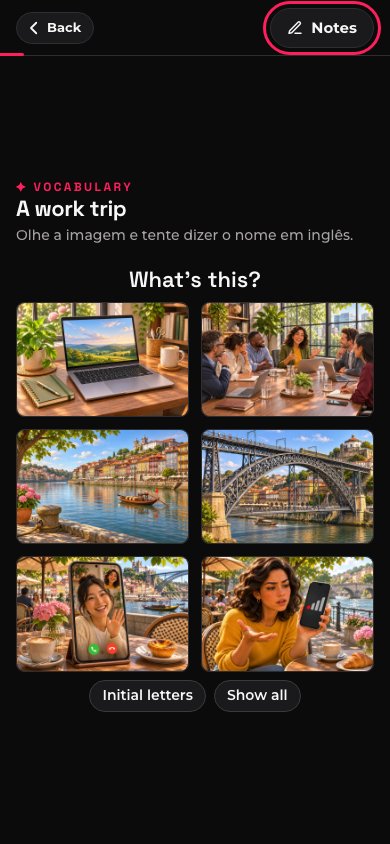 Back
Notes
VOCABULARY
A work trip
Olhe a imagem e tente dizer o nome em inglês.
What's this?
Initial letters
Show all